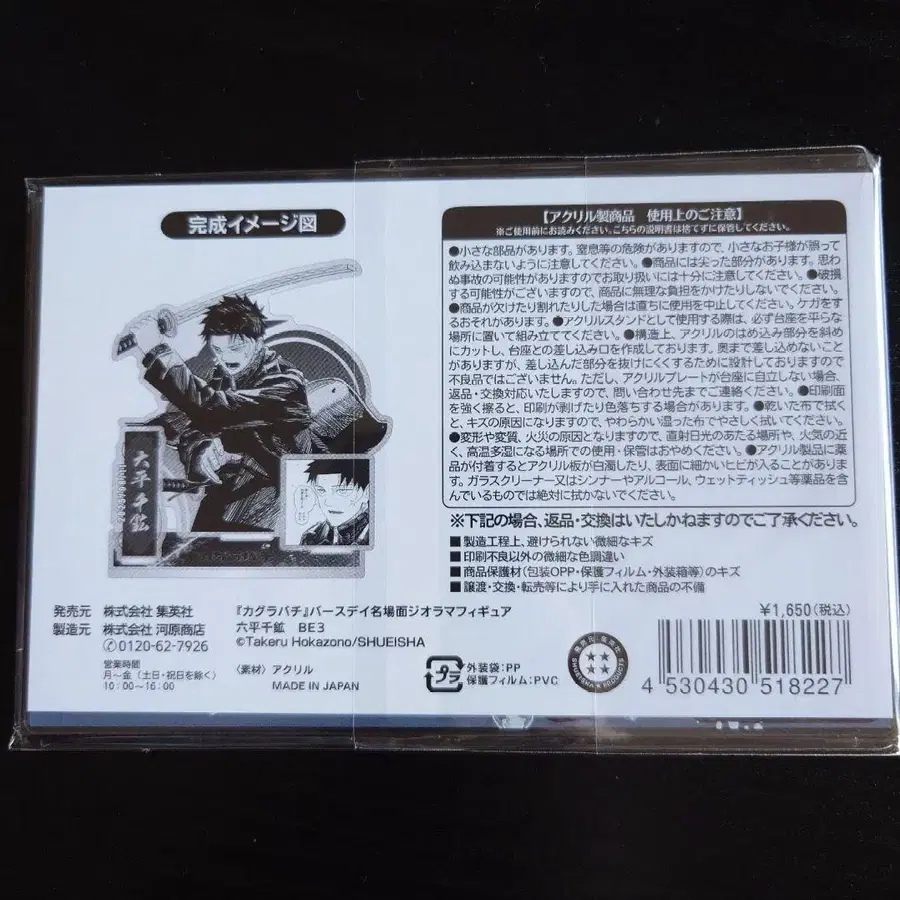 完成イメージ図
六平千鉱
【アクリル製商品 使用上のご注意】
※ご使用前にお読みください。こちらの説明書は捨てずに保管してください。
●小さな部品があります。窒息等の危険がありますので、小さなお子様が誤って
飲み込まないように注意してください。●商品には尖った部分があります。思わ
ぬ事故の可能性がありますのでお取り扱いには十分に注意してください。●破損
する可能性がございますので、商品に無理な負担をかけたりしないでください。
●商品が欠けたり割れたりした場合は直ちに使用を中止してください。ケガをす
るおそれがあります。●アクリルスタンドとして使用する際は、必ず台座を平らな
場所に置いて組み立ててください。●構造上、アクリルのはめ込み部分を斜め
にカットし、台座との差し込み口を作成しております。奥まで差し込めないこと
がありますが、差し込んだ部分を抜けにくくするために設計しておりますので
不良品ではございません。ただし、アクリルプレートが台座に自立しない場合、
返品・交換対応いたしますので、問い合わせ先までご連絡ください。●印刷面
を強く擦ると、印刷が剥げたり色落ちする場合があります。●乾いた布で拭く
と、キズの原因になりますので、やわらかい湿った布でやさしく拭いてください。
●変形や変質、火災の原因となりますので、直射日光のあたる場所や、火気の近
く、高温多湿になる場所での使用・保管はおやめください。●アクリル製品に薬
品が付着するとアクリル板が白濁したり、表面に細かいヒビが入ることがありま
す。ガラスクリーナー又はシンナーやアルコール、ウェットティッシュ等薬品を含
んでいるものでは絶対に拭かないでください。
※下記の場合、返品・交換はいたしかねますのでご了承ください。
■製造工程上、避けられない微細なキズ
■印刷不良以外の微細な色調違い
■商品保護材(包装OPP・保護フィルム・外装箱等)のキズ
■譲渡・交換・転売等により手に入れた商品の不備
発売元 株式会社 集英社
製造元 株式会社 河原商店
✆0120-62-7926
営業時間
月〜金(土日・祝日を除く)
10：00〜16：00
『カグラバチ』バースデイ名場面ジオラマフィギュア
六平千鉱 BE3
©Takeru Hokazono/SHUEISHA
〈素材〉アクリル
MADE IN JAPAN
プラ
外装袋：PP
保護フィルム：PVC
SHUEISHA PRODUCTS
¥1,650(税込)
4 530430 518227